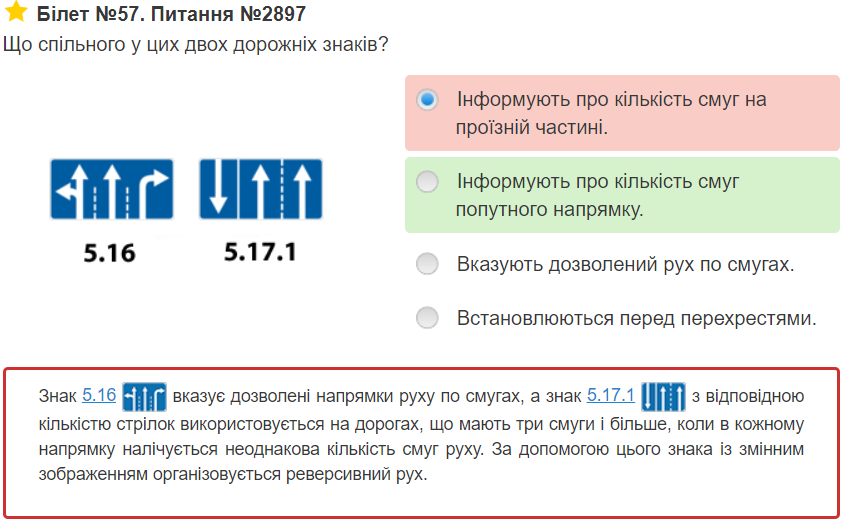 Білет №57. Питання №2897
Що спільного у цих двох дорожніх знаків?
5.16
5.17.1
Інформують про кількість смуг на
проїзній частині.
Інформують про кількість смуг
попутного напрямку.
Вказують дозволений рух по смугах.
Встановлюються перед перехрестями.
Знак 5.16 вказує дозволені напрямки руху по смугах, а знак 5.17.1 з відповідною
кількістю стрілок використовується на дорогах, що мають три смуги і більше, коли в кожному
напрямку налічується неоднакова кількість смуг руху. За допомогою цього знака із змінним
зображенням організовується реверсивний рух.